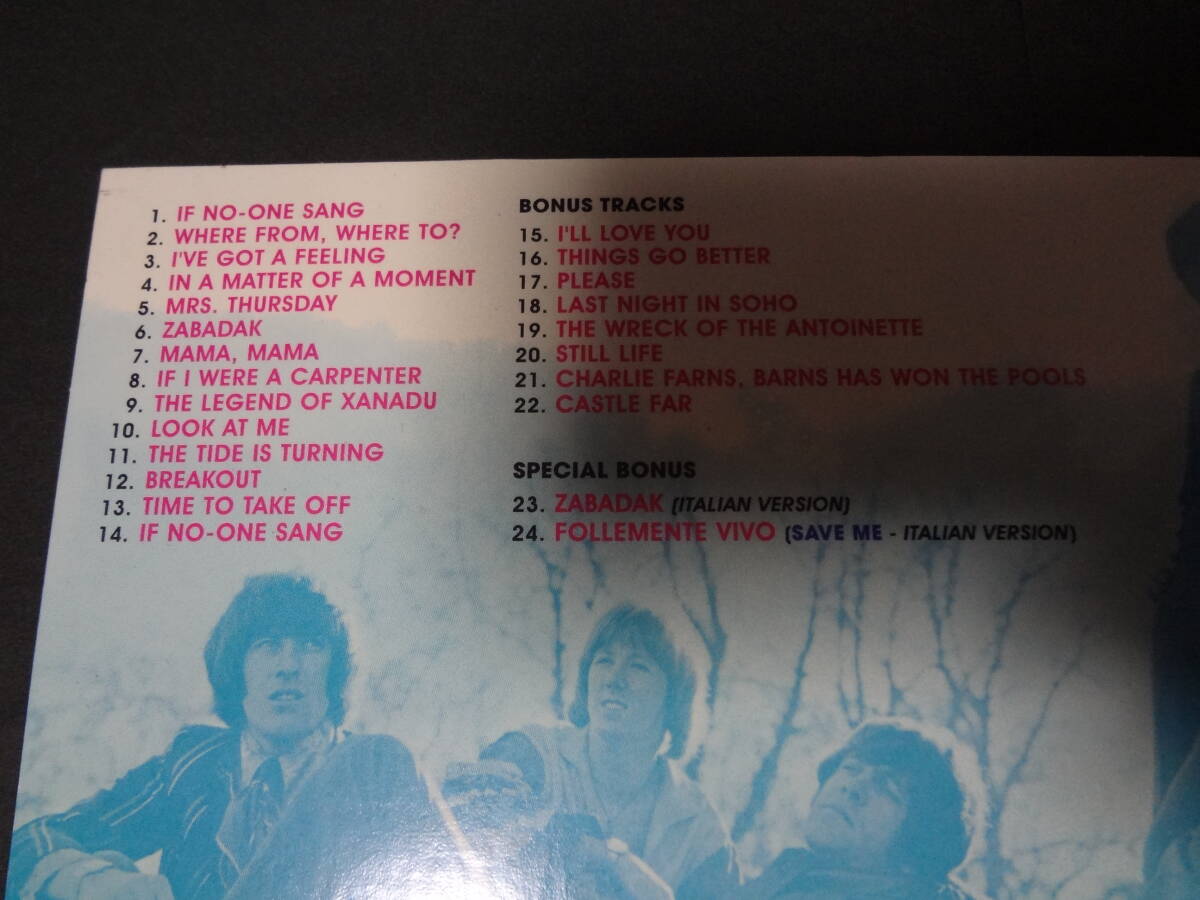 1. IF NO-ONE SANG
2. WHERE FROM, WHERE TO?
3. I'VE GOT A FEELING
4. IN A MATTER OF A MOMENT
5. MRS. THURSDAY
6. ZABADAK
7. MAMA, MAMA
8. IF I WERE A CARPENTER
9. THE LEGEND OF XANADU
10. LOOK AT ME
11. THE TIDE IS TURNING
12. BREAKOUT
13. TIME TO TAKE OFF
14. IF NO-ONE SANG
BONUS TRACKS
15. I'LL LOVE YOU
16. THINGS GO BETTER
17. PLEASE
18. LAST NIGHT IN SOHO
19. THE WRECK OF THE ANTOINETTE
20. STILL LIFE
21. CHARLIE FARNS, BARNS HAS WON THE POOLS
22. CASTLE FAR
SPECIAL BONUS
23. ZABADAK (ITALIAN VERSION)
24. FOLLEMENTE VIVO (SAVE ME - ITALIAN VERSION)